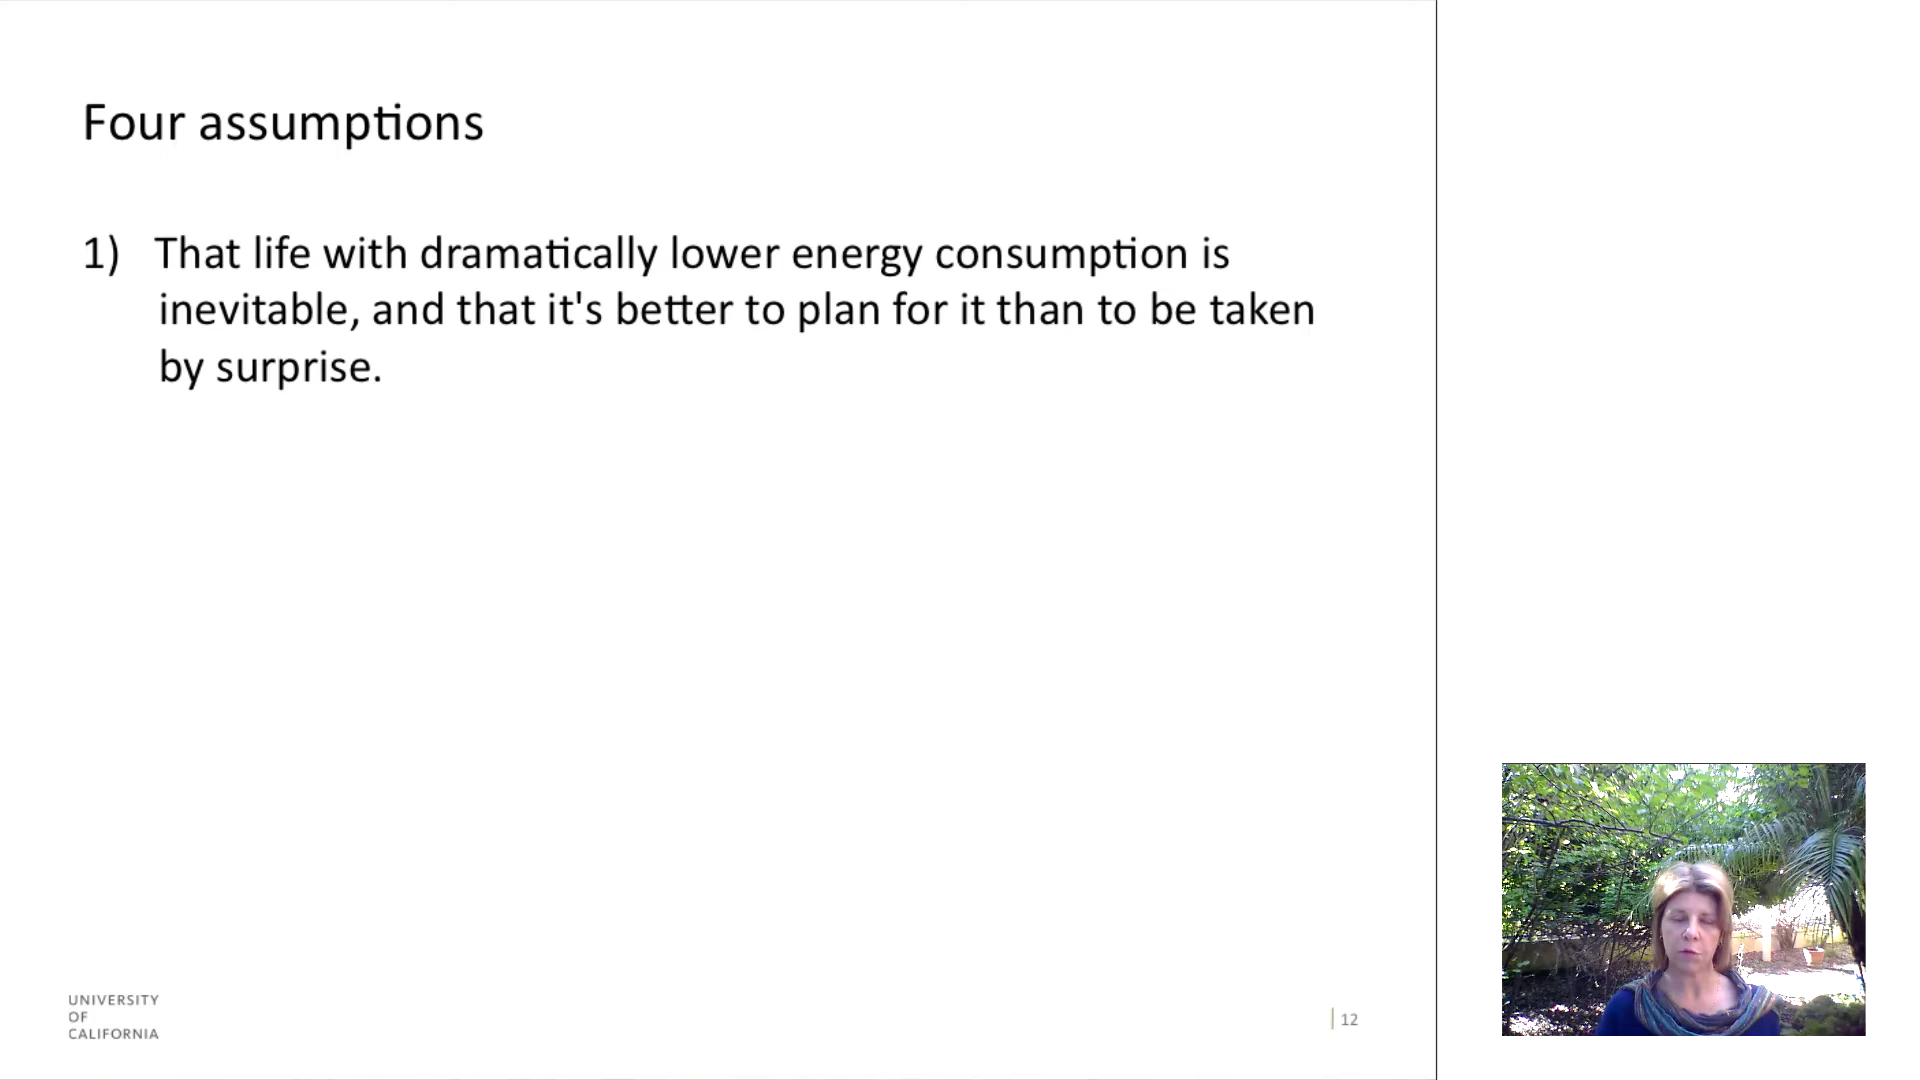 Four assumptions
1) That life with dramatically lower energy consumption is
inevitable, and that it's better to plan for it than to be taken
by surprise.
UNIVERSITY
OF
CALIFORNIA
12